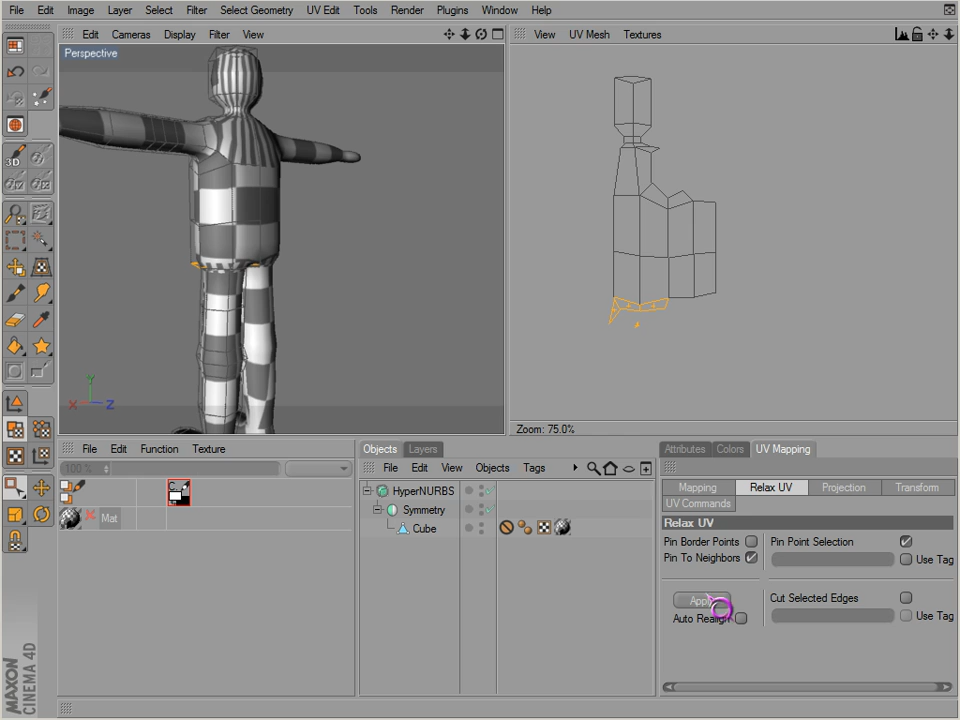 File Edit Image Layer Select Filter Select Geometry UV Edit Tools Render Plugins Window Help
Edit Cameras Display Filter View
View UV Mesh Textures
Perspective
3D
Y
X Z
Zoom: 75.0%
File Edit Function Texture
100 %
C...
Mat
Objects Layers
File Edit View Objects Tags
HyperNURBS
Symmetry
Cube
Attributes Colors UV Mapping
Mapping Relax UV Projection Transform
UV Commands
Relax UV
Pin Border Points Pin Point Selection
Pin To Neighbors Use Tag
Cut Selected Edges
Auto Realign Use Tag
MAXON
CINEMA 4D